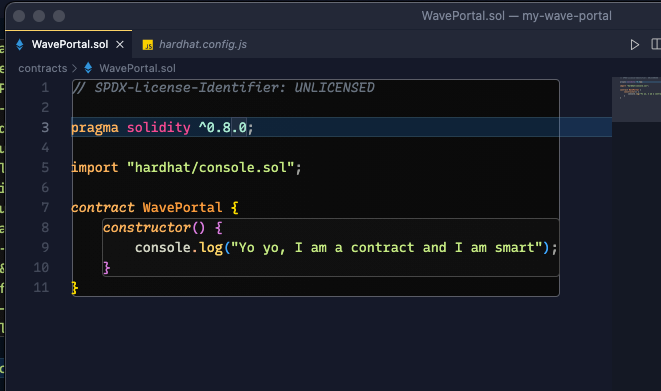 WavePortal.sol — my-wave-portal
WavePortal.sol × JS hardhat.config.js
contracts > WavePortal.sol
1 // SPDX-License-Identifier: UNLICENSED
2
3 pragma solidity ^0.8.0;
4
5 import "hardhat/console.sol";
6
7 contract WavePortal {
8 constructor() {
9 console.log("Yo yo, I am a contract and I am smart");
10 }
11 }